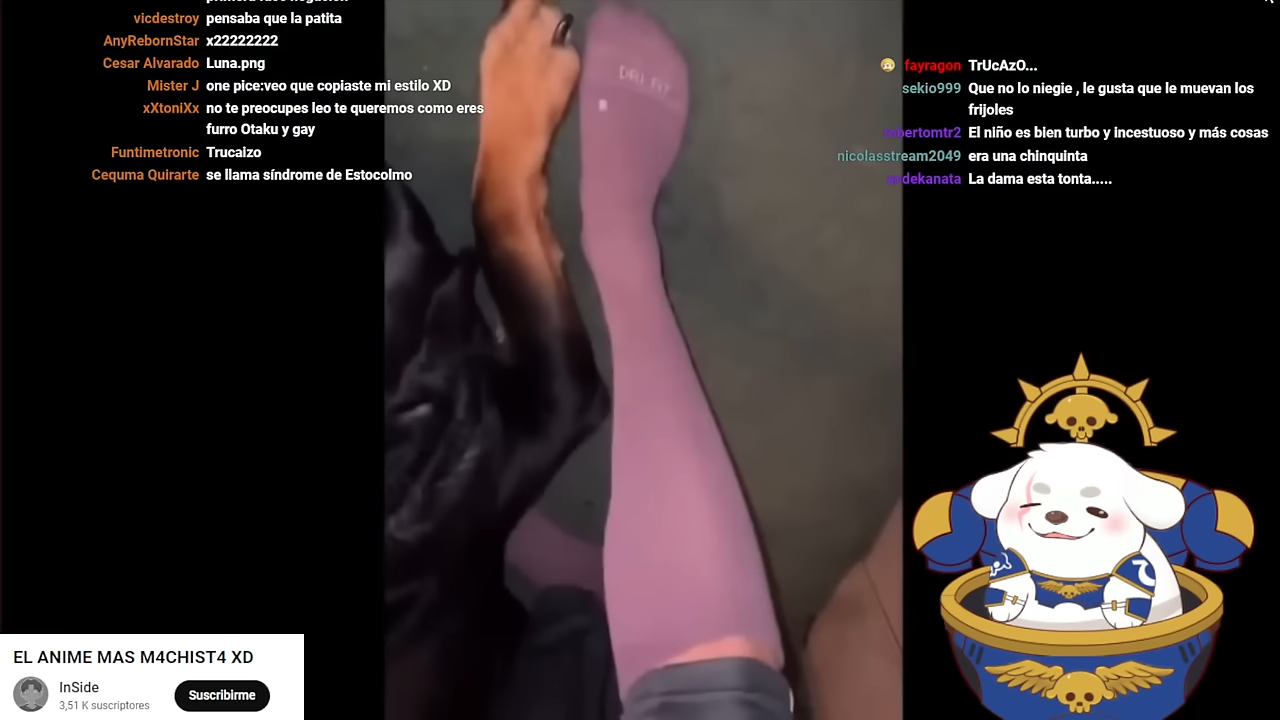 vicdestroy pensaba que la patita
AnyRebornStar x22222222
Cesar Alvarado Luna.png
Mister J one pice:veo que copiaste mi estilo XD
xXtoniXx no te preocupes leo te queremos como eres
furro Otaku y gay
Funtimetronic Trucaizo
Cequma Quirarte se llama síndrome de Estocolmo
fayragon TrUcAzO...
sekio999 Que no lo niegie , le gusta que le muevan los
frijoles
El niño es bien turbo y incestuoso y más cosas
nicolasstream2049 era una chinquinta
La dama esta tonta.....
EL ANIME MAS M4CHIST4 XD
InSide
3,51 K suscriptores
Suscribirme